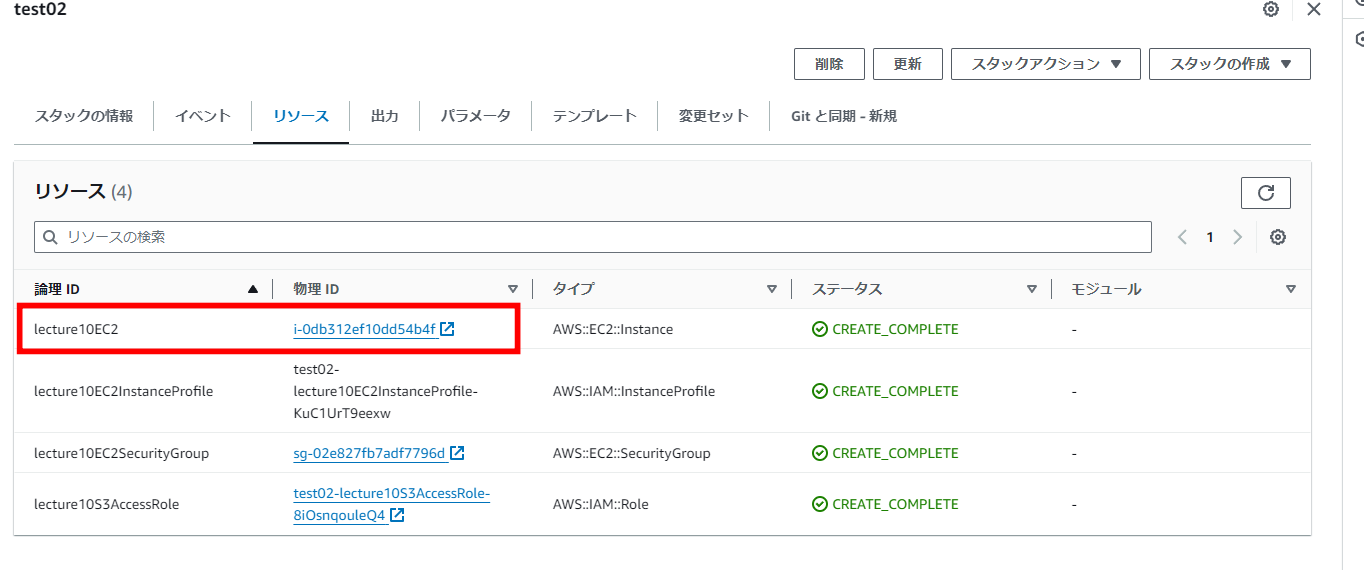 test02
削除 更新 スタックアクション スタックの作成
スタックの情報 イベント リソース 出力 パラメータ テンプレート 変更セット Git と同期 - 新規
リソース (4)
リソースの検索 1
論理 ID 物理 ID タイプ ステータス モジュール
lecture10EC2 i-0db312ef10dd54b4f AWS::EC2::Instance CREATE_COMPLETE -
test02-
lecture10EC2InstanceProfile lecture10EC2InstanceProfile- AWS::IAM::InstanceProfile CREATE_COMPLETE -
KuC1UrT9eexw
lecture10EC2SecurityGroup sg-02e827fb7adf7796d AWS::EC2::SecurityGroup CREATE_COMPLETE -
test02-lecture10S3AccessRole-
lecture10S3AccessRole AWS::IAM::Role CREATE_COMPLETE -
8iOsnqouleQ4